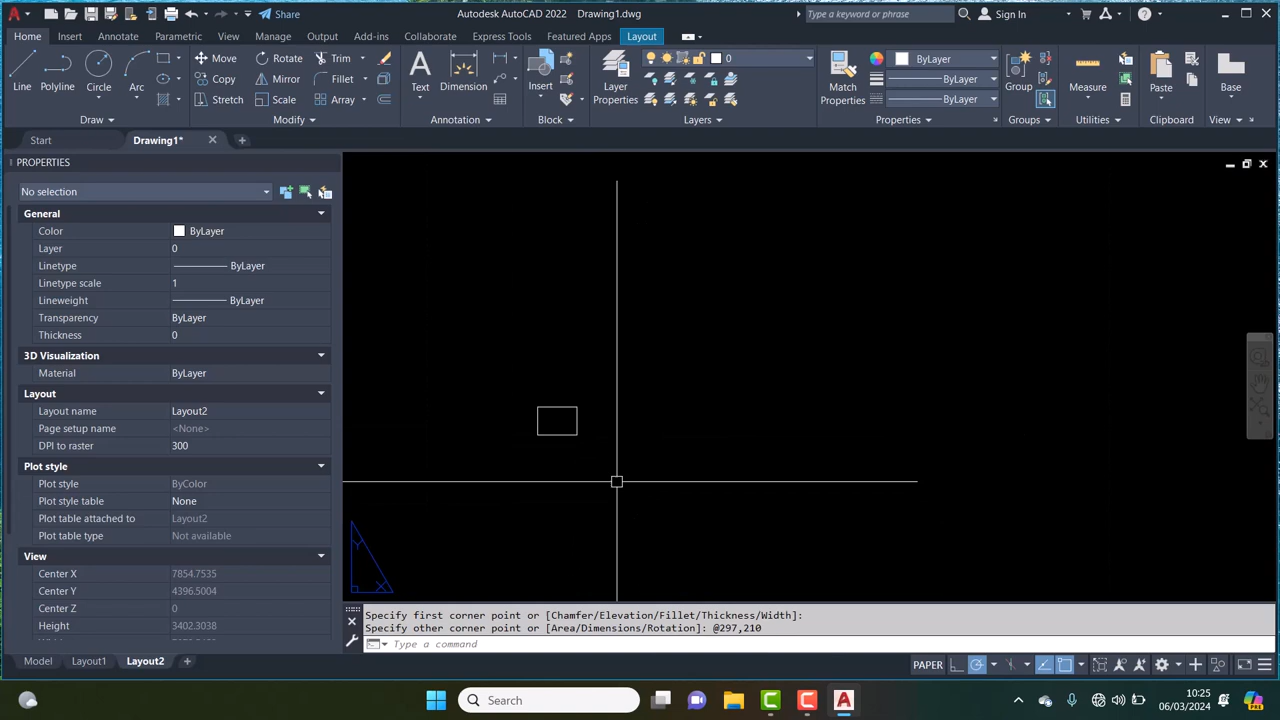 Share
Autodesk AutoCAD 2022 Drawing1.dwg
Type a keyword or phrase
Sign In
Home Insert Annotate Parametric View Manage Output Add-ins Collaborate Express Tools Featured Apps Layout
Line Polyline Circle Arc
Move Rotate Trim
Copy Mirror Fillet
Stretch Scale Array
Text Dimension
Insert
Layer Properties
0
Match Properties
ByLayer
ByLayer
ByLayer
Group
Measure
Paste
Base
Draw Modify Annotation Block Layers Properties Groups Utilities Clipboard View
Start Drawing1*
PROPERTIES
No selection
General
Color ByLayer
Layer 0
Linetype ByLayer
Linetype scale 1
Lineweight ByLayer
Transparency ByLayer
Thickness 0
3D Visualization
Material ByLayer
Layout
Layout name Layout2
Page setup name <None>
DPI to raster 300
Plot style
Plot style ByColor
Plot style table None
Plot table attached to Layout2
Plot table type Not available
View
Center X 7854.7535
Center Y 4396.5004
Center Z 0
Height 3402.3038
Y
X
Specify first corner point or [Chamfer/Elevation/Fillet/Thickness/Width]:
Specify other corner point or [Area/Dimensions/Rotation]: @297,210
Type a command
Model Layout1 Layout2
PAPER
Search
10:25
06/03/2024